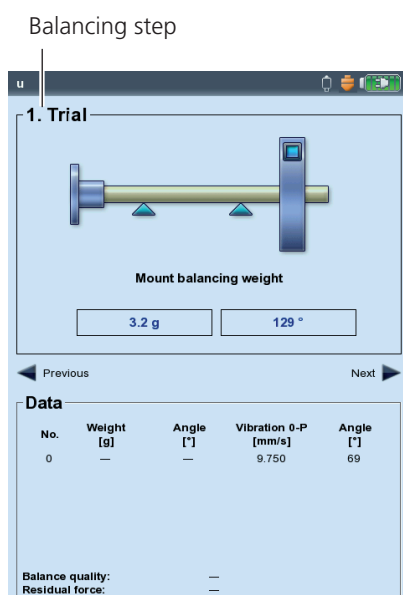 Balancing step
u
1. Trial
Mount balancing weight
3.2 g 129 °
Previous Next
Data
No. Weight [g] Angle [°] Vibration 0-P [mm/s] Angle [°]
0 — — 9.750 69
Balance quality: —
Residual force: —